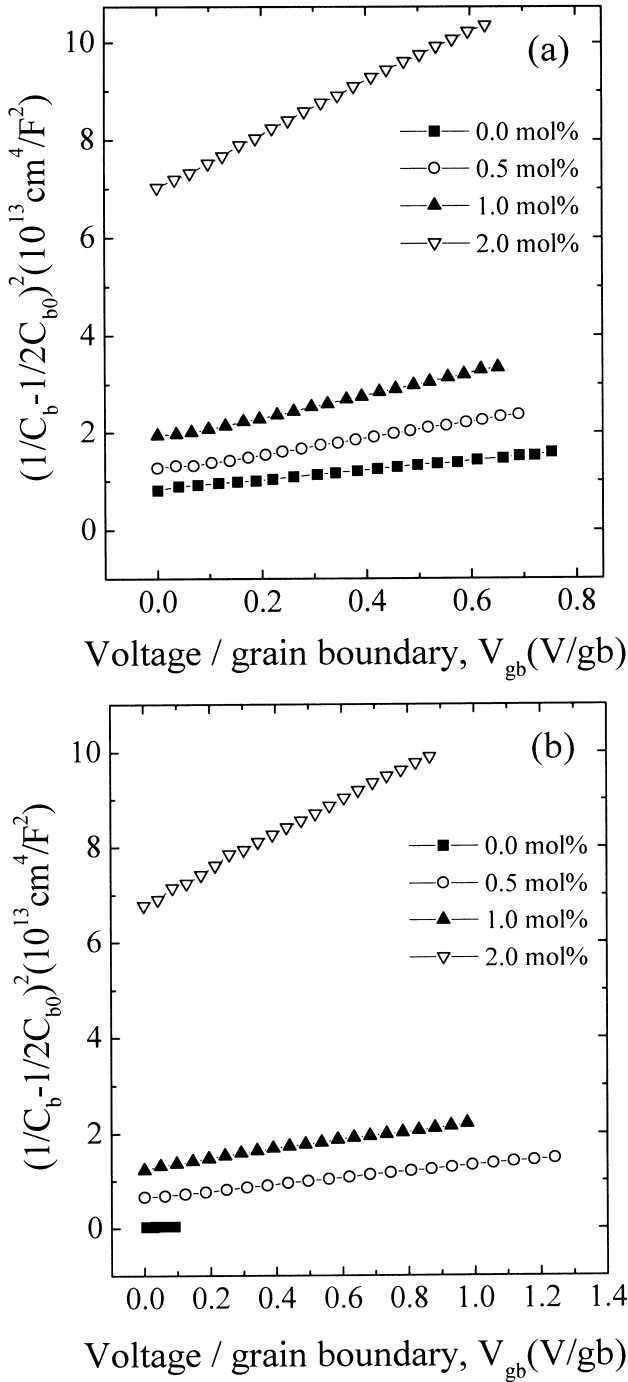 (a)
10
8
6
4
2
0
(1/C_b-1/2C_b0)^2(10^13 cm^4/F^2)
0.0 mol%
0.5 mol%
1.0 mol%
2.0 mol%
0.0 0.2 0.4 0.6 0.8
Voltage / grain boundary, V_gb(V/gb)
(b)
10
8
6
4
2
0
(1/C_b-1/2C_b0)^2(10^13 cm^4/F^2)
0.0 mol%
0.5 mol%
1.0 mol%
2.0 mol%
0.0 0.2 0.4 0.6 0.8 1.0 1.2 1.4
Voltage / grain boundary, V_gb(V/gb)